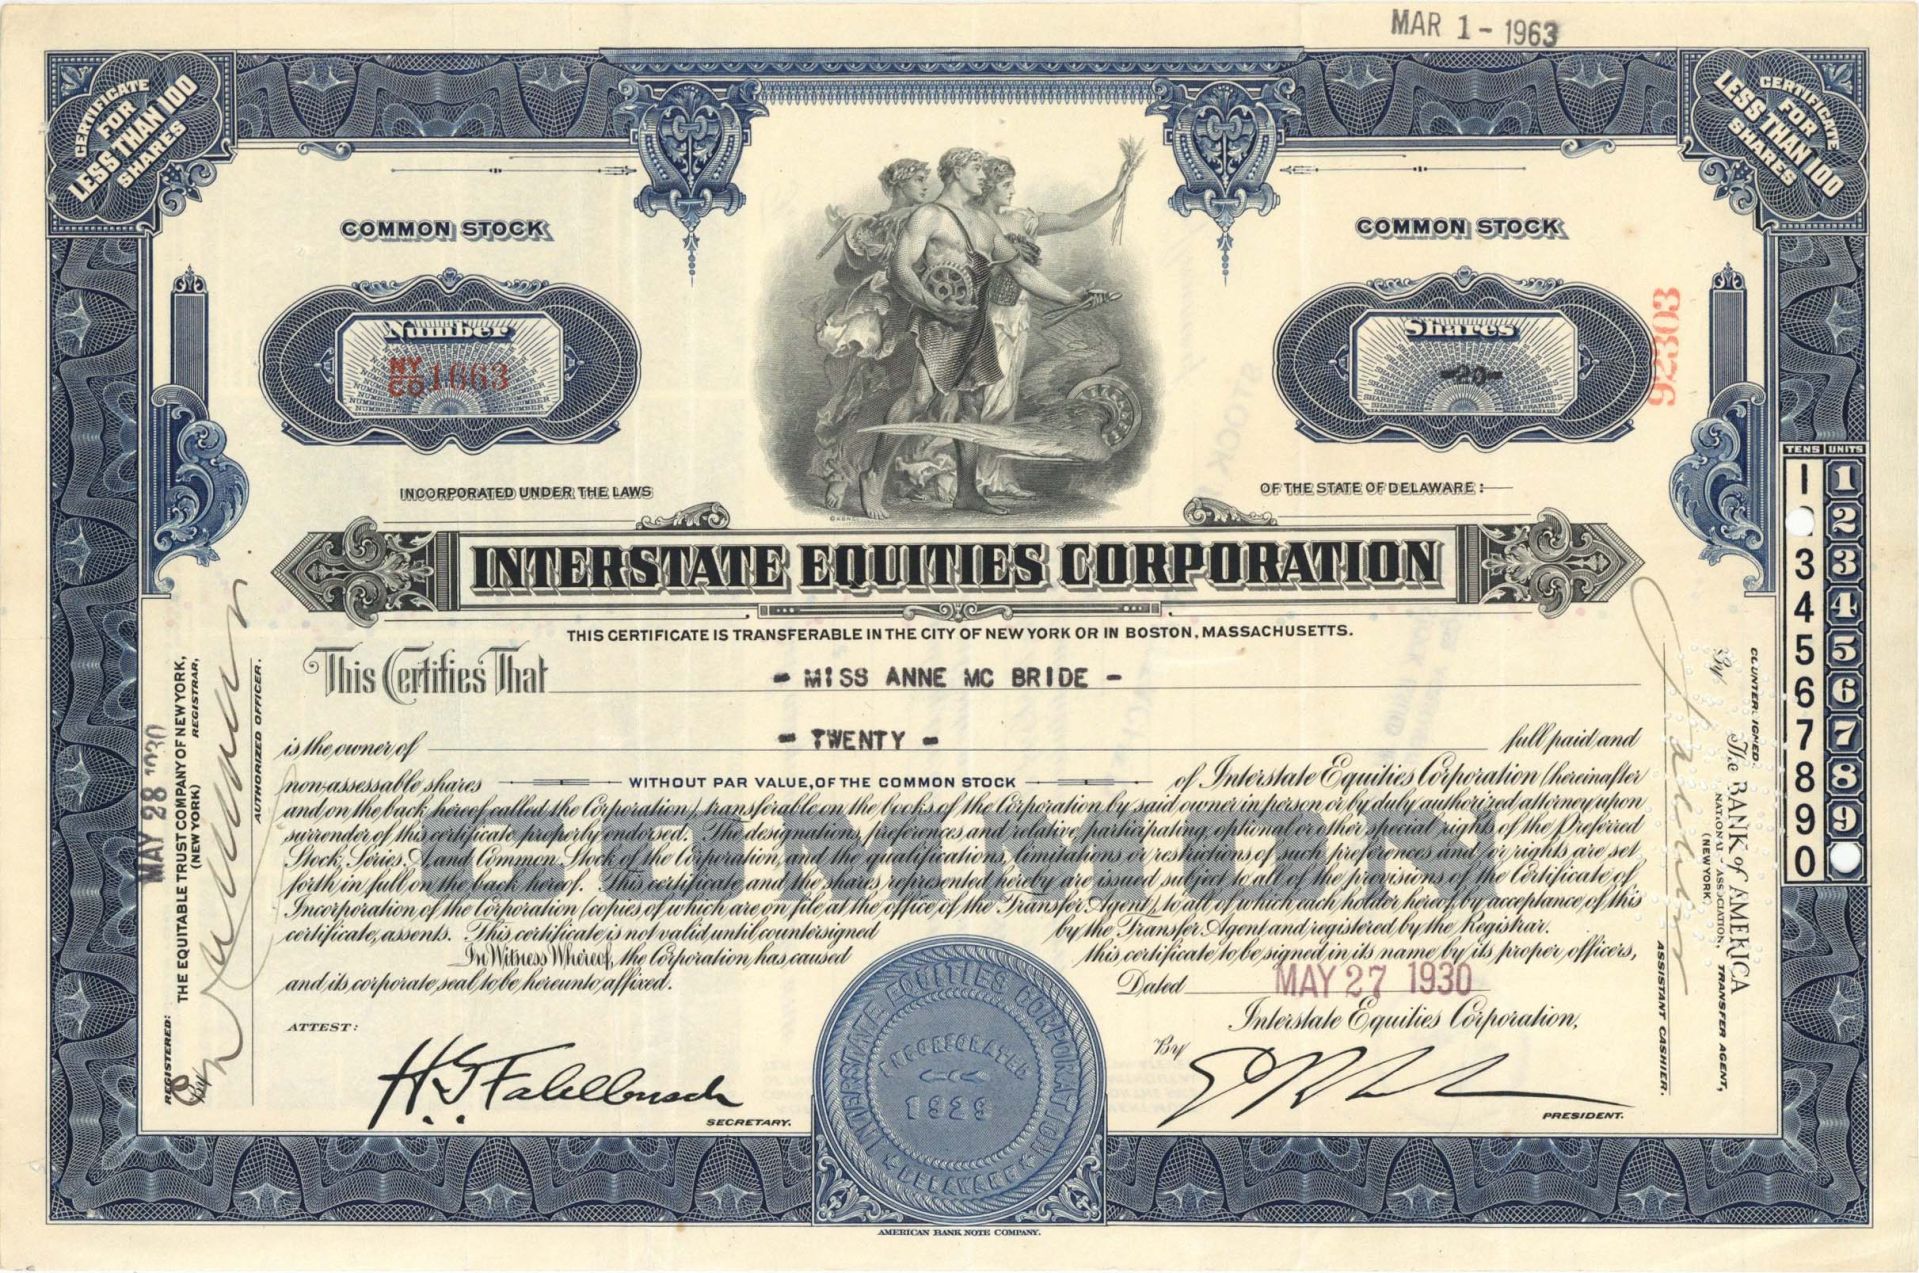 MAR 1 - 1963
CERTIFICATE
FOR
LESS THAN 100
SHARES
CERTIFICATE
FOR
LESS THAN 100
SHARES
COMMON STOCK
COMMON STOCK
Number
NY
CO 1663
Shares
-20-
92303
INCORPORATED UNDER THE LAWS
OF THE STATE OF DELAWARE:
INTERSTATE EQUITIES CORPORATION
THIS CERTIFICATE IS TRANSFERABLE IN THE CITY OF NEW YORK OR IN BOSTON, MASSACHUSETTS.
This Certifies That - MISS ANNE MC BRIDE -
is the owner of - TWENTY - full paid and
non-assessable shares WITHOUT PAR VALUE, OF THE COMMON STOCK of Interstate Equities Corporation (hereinafter
and on the back hereof called the Corporation), transferable on the books of the Corporation by said owner in person or by duly authorized attorney upon
surrender of this certificate properly endorsed. The designations, preferences and relative, participating, optional or other special rights of the Preferred
Stock, Series A, and Common Stock of the Corporation, and the qualifications, limitations or restrictions of such preferences and/or rights are set
forth in full on the back hereof. This certificate and the shares represented hereby are issued subject to all of the provisions of the Certificate of
Incorporation of the Corporation (copies of which are on file at the office of the Transfer Agent), to all of which each holder hereof, by acceptance of this
certificate, assents. This certificate is not valid until countersigned by the Transfer Agent and registered by the Registrar.
In Witness Whereof, the Corporation has caused this certificate to be signed in its name by its proper officers,
and its corporate seal to be hereunto affixed. Dated MAY 27 1930
COMMON
ATTEST:
Interstate Equities Corporation,
By
SECRETARY.
PRESIDENT.
INTERSTATE EQUITIES CORPORATION
INCORPORATED
1929
DELAWARE
AMERICAN BANK NOTE COMPANY.
MAY 28 1930
REGISTERED:
THE EQUITABLE TRUST COMPANY OF NEW YORK,
(NEW YORK) REGISTRAR,
By
AUTHORIZED OFFICER.
COUNTERSIGNED:
The BANK of AMERICA
NATIONAL ASSOCIATION, TRANSFER AGENT,
(NEW YORK)
By
ASSISTANT CASHIER.
TENS UNITS
1 1
2
3 3
4 4
5 5
6 6
7 7
8 8
9 9
0